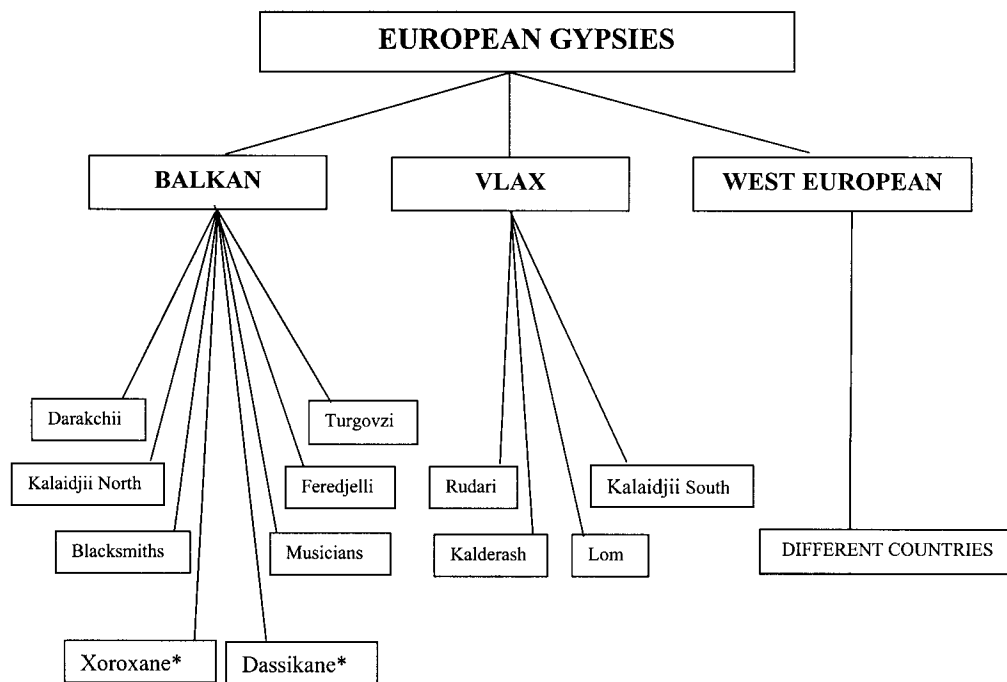 EUROPEAN GYPSIES
BALKAN
VLAX
WEST EUROPEAN
Darakchii
Turgovzi
Kalaidjii North
Feredjelli
Rudari
Kalaidjii South
Blacksmiths
Musicians
Kalderash
Lom
DIFFERENT COUNTRIES
Xoroxane*
Dassikane*